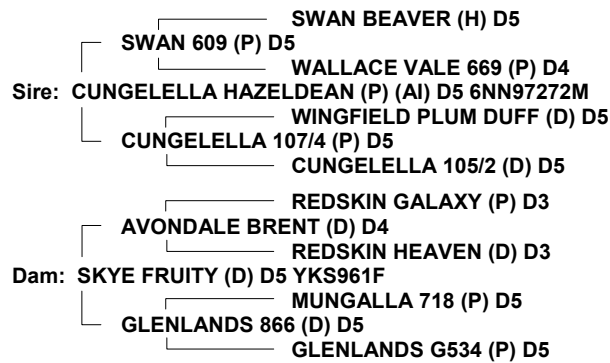 SWAN BEAVER (H) D5
SWAN 609 (P) D5
WALLACE VALE 669 (P) D4
Sire: CUNGELELLA HAZELDEAN (P) (AI) D5 6NN97272M
WINGFIELD PLUM DUFF (D) D5
CUNGELELLA 107/4 (P) D5
CUNGELELLA 105/2 (D) D5
REDSKIN GALAXY (P) D3
AVONDALE BRENT (D) D4
REDSKIN HEAVEN (D) D3
Dam: SKYE FRUITY (D) D5 YKS961F
MUNGALLA 718 (P) D5
GLENLANDS 866 (D) D5
GLENLANDS G534 (P) D5